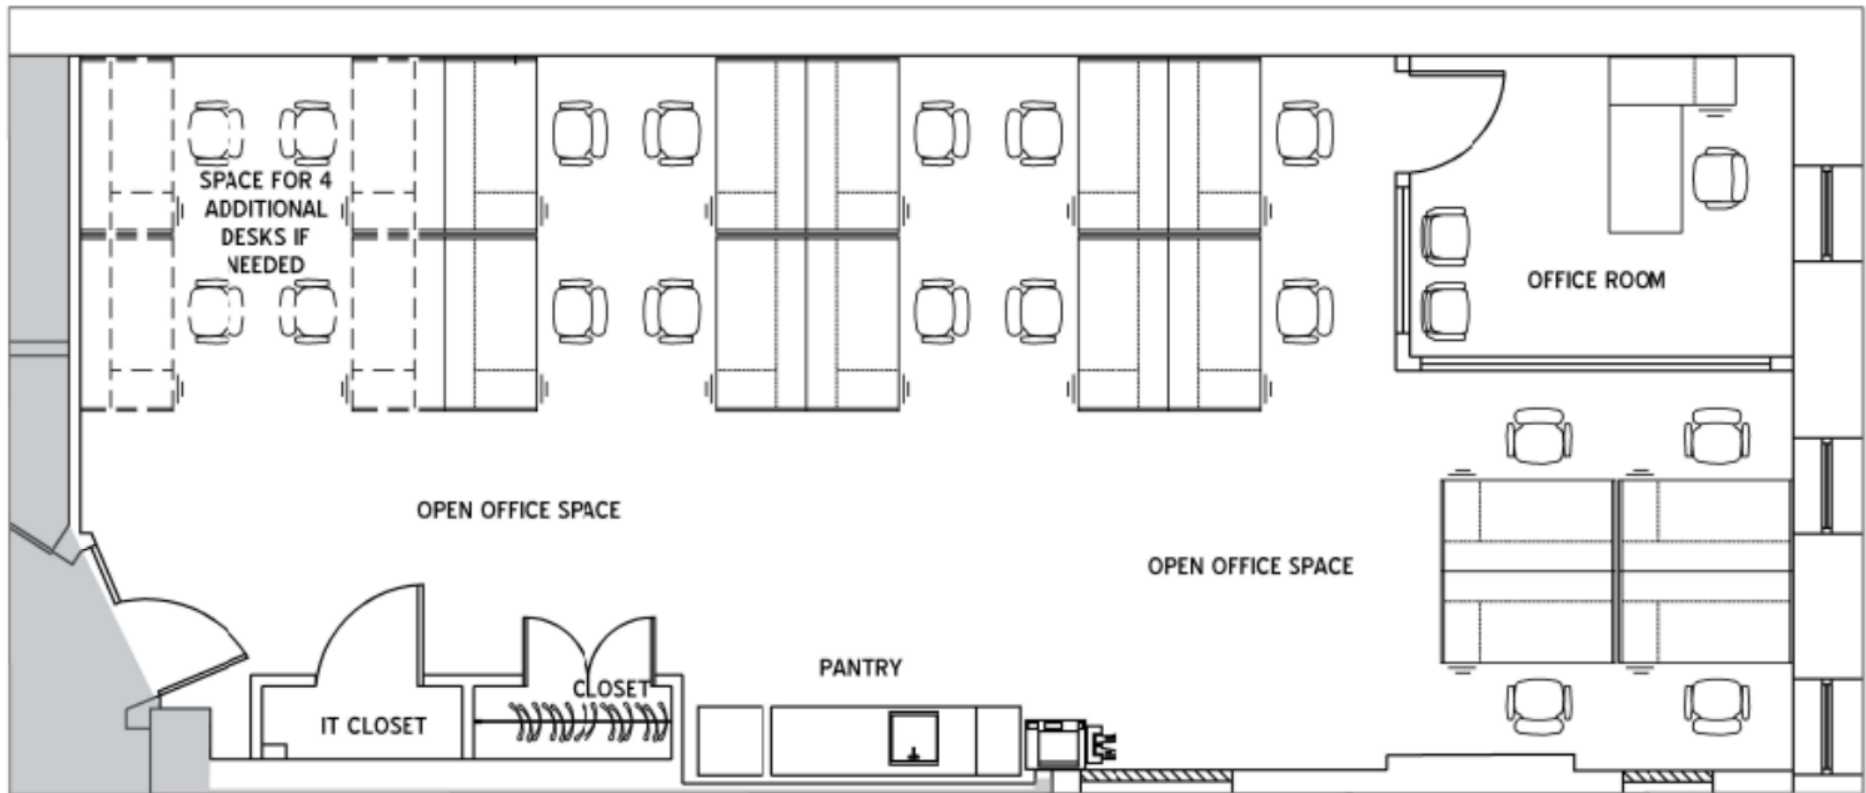 SPACE FOR 4
ADDITIONAL
DESKS IF
NEEDED
OFFICE ROOM
OPEN OFFICE SPACE
OPEN OFFICE SPACE
PANTRY
CLOSET
IT CLOSET